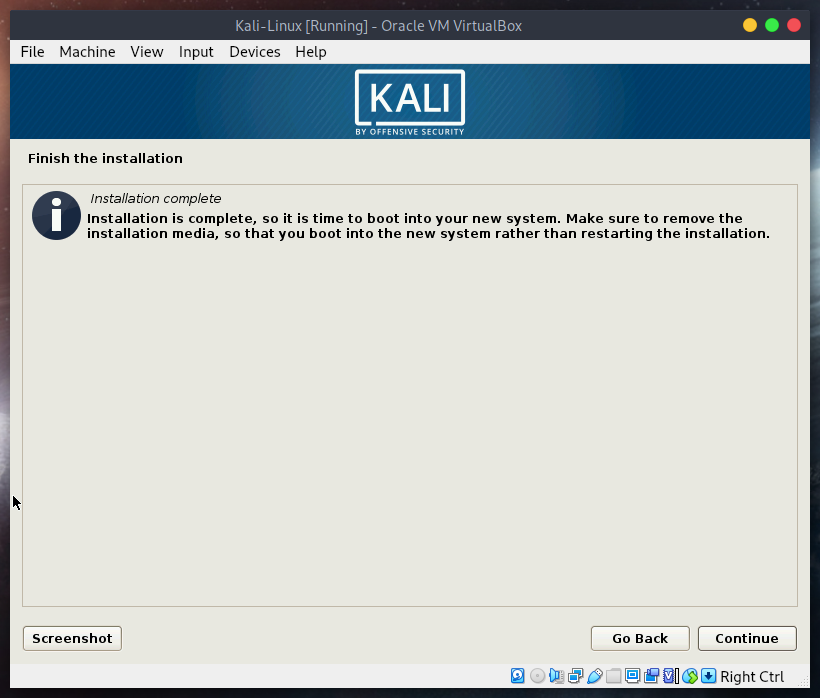 Kali-Linux [Running] - Oracle VM VirtualBox
File Machine View Input Devices Help
KALI
BY OFFENSIVE SECURITY
Finish the installation
Installation complete
Installation is complete, so it is time to boot into your new system. Make sure to remove the
installation media, so that you boot into the new system rather than restarting the installation.
Screenshot Go Back Continue
Right Ctrl